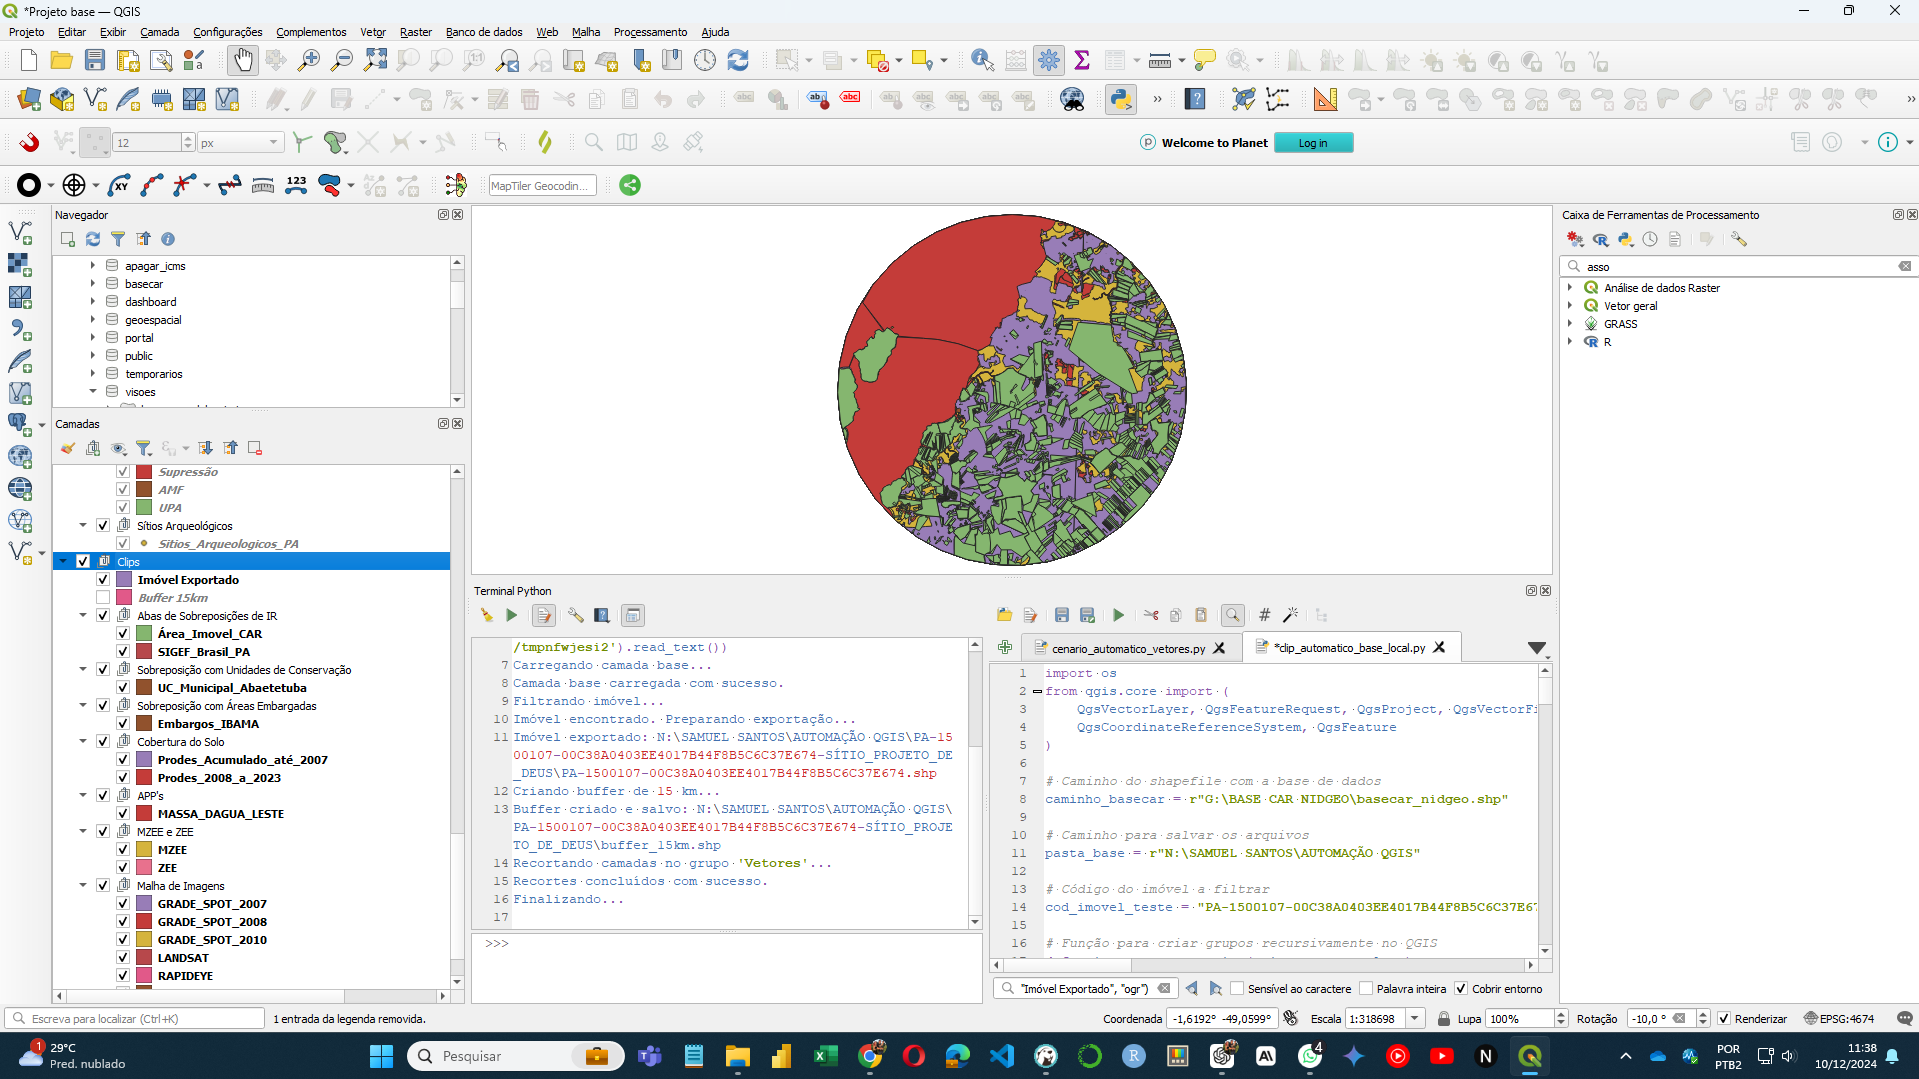 *Projeto base — QGIS
Projeto Editar Exibir Camada Configurações Complementos Vetor Raster Banco de dados Web Malha Processamento Ajuda
12 px
Welcome to Planet Log in
XY 123 MapTiler Geocodin...
Navegador
apagar_icms
basecar
dashboard
geoespacial
portal
public
temporarios
visoes
Camadas
Supressão
AMF
UPA
Sítios Arqueológicos
Sitios_Arqueologicos_PA
Clips
Imóvel Exportado
Buffer 15km
Abas de Sobreposições de IR
Área_Imovel_CAR
SIGEF_Brasil_PA
Sobreposição com Unidades de Conservação
UC_Municipal_Abaetetuba
Sobreposição com Áreas Embargadas
Embargos_IBAMA
Cobertura do Solo
Prodes_Acumulado_até_2007
Prodes_2008_a_2023
APP's
MASSA_DAGUA_LESTE
MZEE e ZEE
MZEE
ZEE
Malha de Imagens
GRADE_SPOT_2007
GRADE_SPOT_2008
GRADE_SPOT_2010
LANDSAT
RAPIDEYE
Terminal Python
/tmpnfwjesi2').read_text())
7 Carregando camada base...
8 Camada base carregada com sucesso.
9 Filtrando imóvel...
10 Imóvel encontrado. Preparando exportação...
11 Imóvel exportado: N:\SAMUEL SANTOS\AUTOMAÇÃO QGIS\PA-15
00107-00C38A0403EE4017B44F8B5C6C37E674-SÍTIO_PROJETO_DE
_DEUS\PA-1500107-00C38A0403EE4017B44F8B5C6C37E674.shp
12 Criando buffer de 15 km...
13 Buffer criado e salvo: N:\SAMUEL SANTOS\AUTOMAÇÃO QGIS\
PA-1500107-00C38A0403EE4017B44F8B5C6C37E674-SÍTIO_PROJE
TO_DE_DEUS\buffer_15km.shp
14 Recortando camadas no grupo 'Vetores'...
15 Recortes concluídos com sucesso.
16 Finalizando...
17
>>>
cenario_automatico_vetores.py *clip_automatico_base_local.py
1 import os
2 from qgis.core import (
3 QgsVectorLayer, QgsFeatureRequest, QgsProject, QgsVectorFi
4 QgsCoordinateReferenceSystem, QgsFeature
5 )
6
7 # Caminho do shapefile com a base de dados
8 caminho_basecar = r"G:\BASE CAR NIDGEO\basecar_nidgeo.shp"
9
10 # Caminho para salvar os arquivos
11 pasta_base = r"N:\SAMUEL SANTOS\AUTOMAÇÃO QGIS"
12
13 # Código do imóvel a filtrar
14 cod_imovel_teste = "PA-1500107-00C38A0403EE4017B44F8B5C6C37E67
15
16 # Função para criar grupos recursivamente no QGIS
"Imóvel Exportado", "ogr") Sensível ao caractere Palavra inteira Cobrir entorno
Caixa de Ferramentas de Processamento
asso
Análise de dados Raster
Vetor geral
GRASS
R
Escreva para localizar (Ctrl+K) 1 entrada da legenda removida. Coordenada -1,6192° -49,0599° Escala 1:318698 Lupa 100% Rotação -10,0 ° Renderizar EPSG:4674
1 29°C
Pred. nublado
Pesquisar
4
POR
PTB2
11:38
10/12/2024